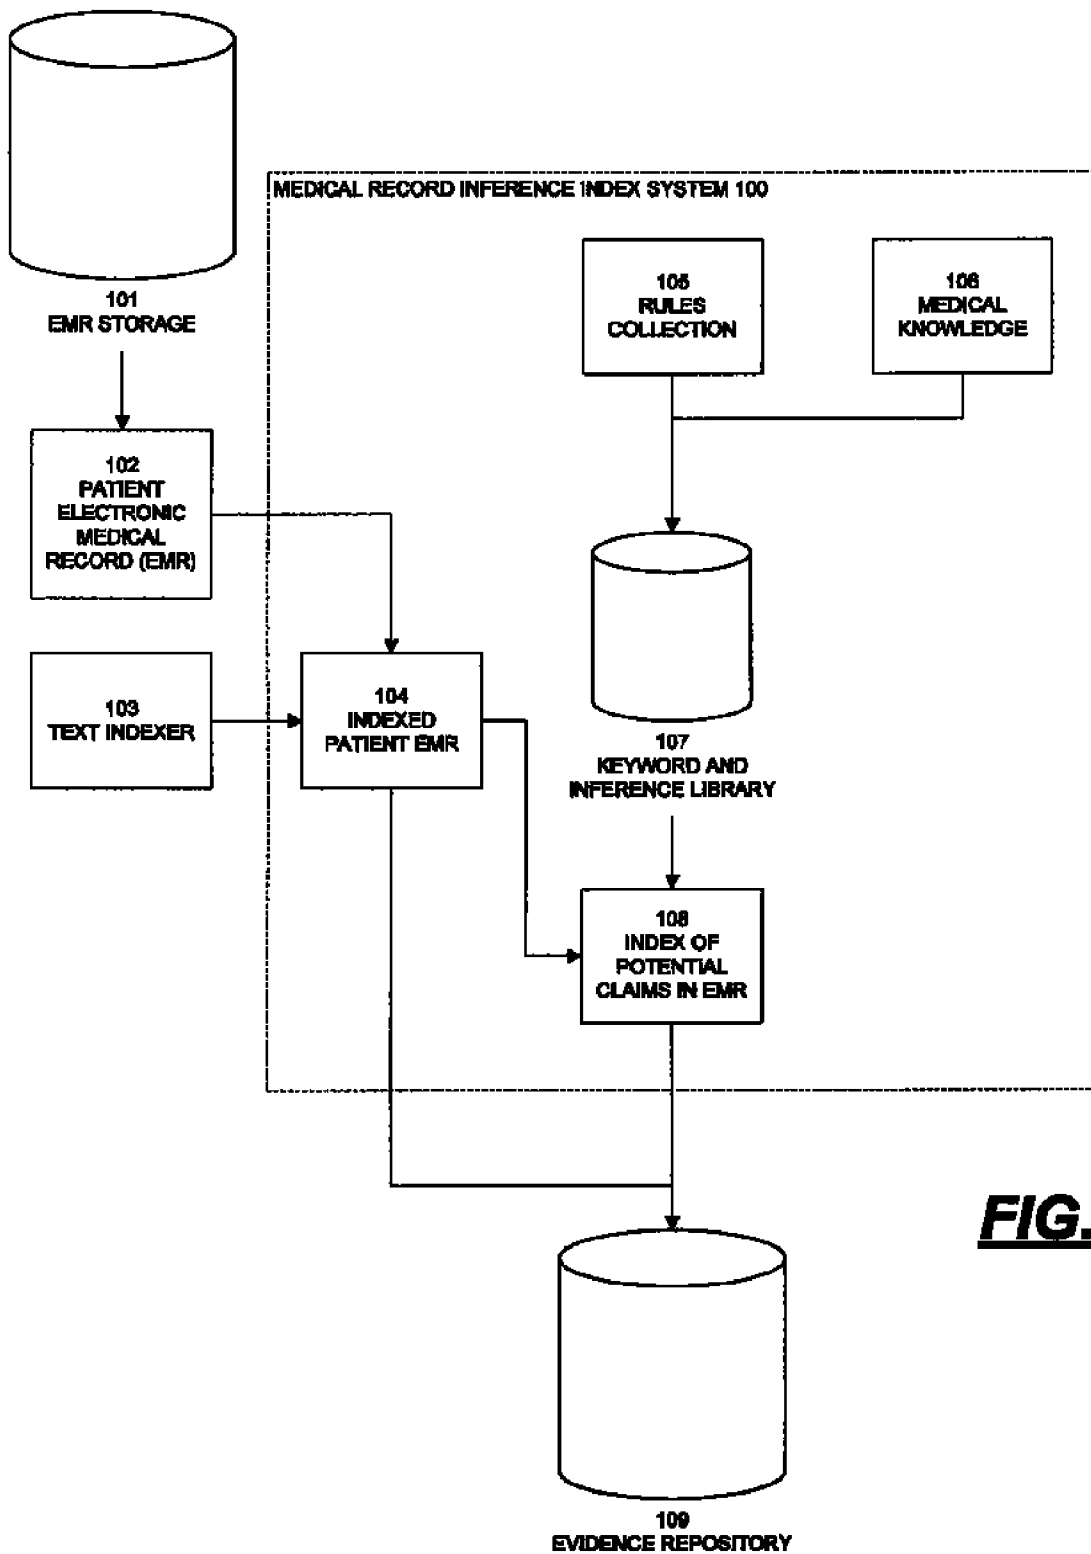 MEDICAL RECORD INFERENCE INDEX SYSTEM 100
101
EMR STORAGE
105
RULES
COLLECTION
106
MEDICAL
KNOWLEDGE
102
PATIENT
ELECTRONIC
MEDICAL
RECORD (EMR)
103
TEXT INDEXER
104
INDEXED
PATIENT EMR
107
KEYWORD AND
INFERENCE LIBRARY
108
INDEX OF
POTENTIAL
CLAIMS IN EMR
FIG.
109
EVIDENCE REPOSITORY